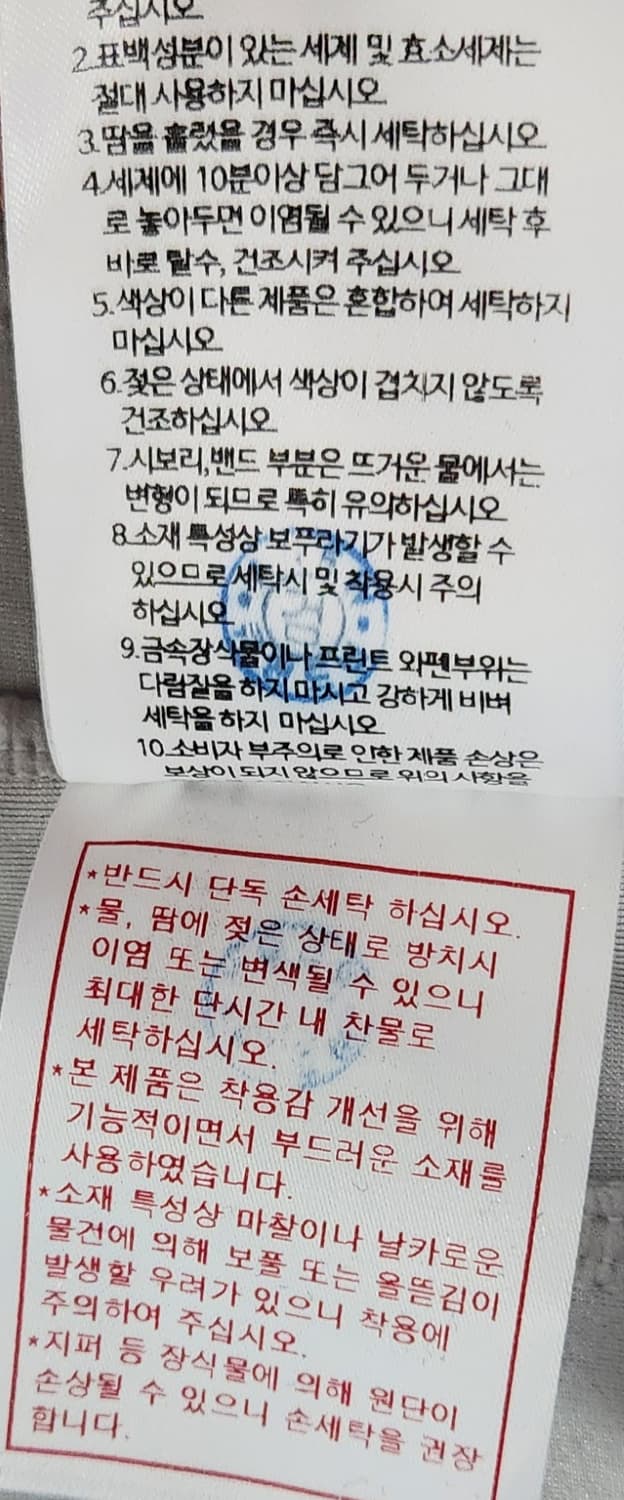 주십시오
2.표백성분이 있는 세제 및 효소세제는
절대 사용하지 마십시오
3.땀을 흘렸을 경우 즉시 세탁하십시오
4.세제에 10분이상 담그어 두거나 그대
로 놓아두면 이염될 수 있으니 세탁 후
바로 탈수, 건조시켜 주십시오
5.색상이 다른 제품은 혼합하여 세탁하지
마십시오
6.젖은 상태에서 색상이 겹치지 않도록
건조하십시오
7.시보리,밴드 부분은 뜨거운 물에서는
변형이 되므로 특히 유의하십시오
8.소재 특성상 보푸라기가 발생할 수
있으므로 세탁시 및 착용시 주의
하십시오
9.금속장식물이나 프린트 와펜부위는
다림질을 하지 마시고 강하게 비벼
세탁을 하지 마십시오
10.소비자 부주의로 인한 제품 손상은
보상이 되지 않으므로 위의 사항을
*반드시 단독 손세탁 하십시오.
*물, 땀에 젖은 상태로 방치시
이염 또는 변색될 수 있으니
최대한 단시간 내 찬물로
세탁하십시오.
*본 제품은 착용감 개선을 위해
기능적이면서 부드러운 소재를
사용하였습니다.
*소재 특성상 마찰이나 날카로운
물건에 의해 보풀 또는 올뜯김이
발생할 우려가 있으니 착용에
주의하여 주십시오.
*지퍼 등 장식물에 의해 원단이
손상될 수 있으니 손세탁을 권장
합니다.